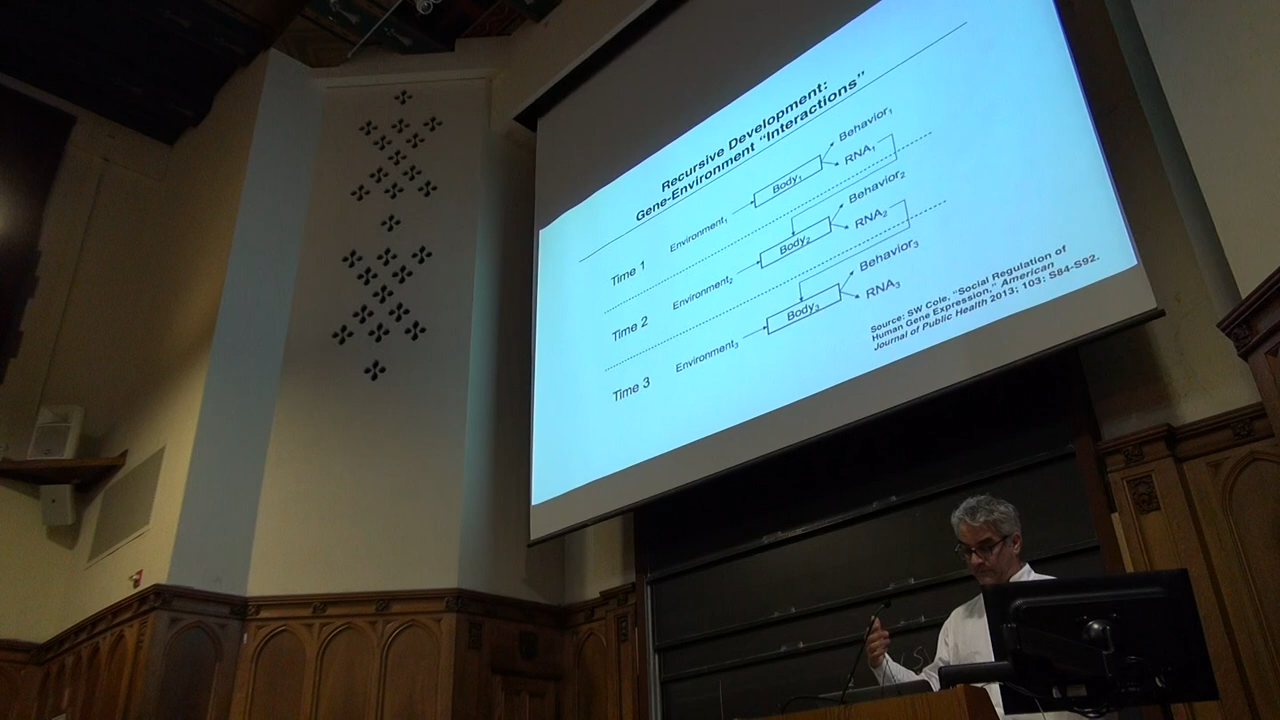 Recursive Development:
Gene-Environment "Interactions"
Behavior₁
Body₁
RNA₁
Environment₁
Time 1
Behavior₂
Body₂
RNA₂
Environment₂
Time 2
Behavior₃
Body₃
RNA₃
Environment₃
Time 3
Source: SW Cole, "Social Regulation of
Human Gene Expression," American
Journal of Public Health 2013; 103: S84-S92.